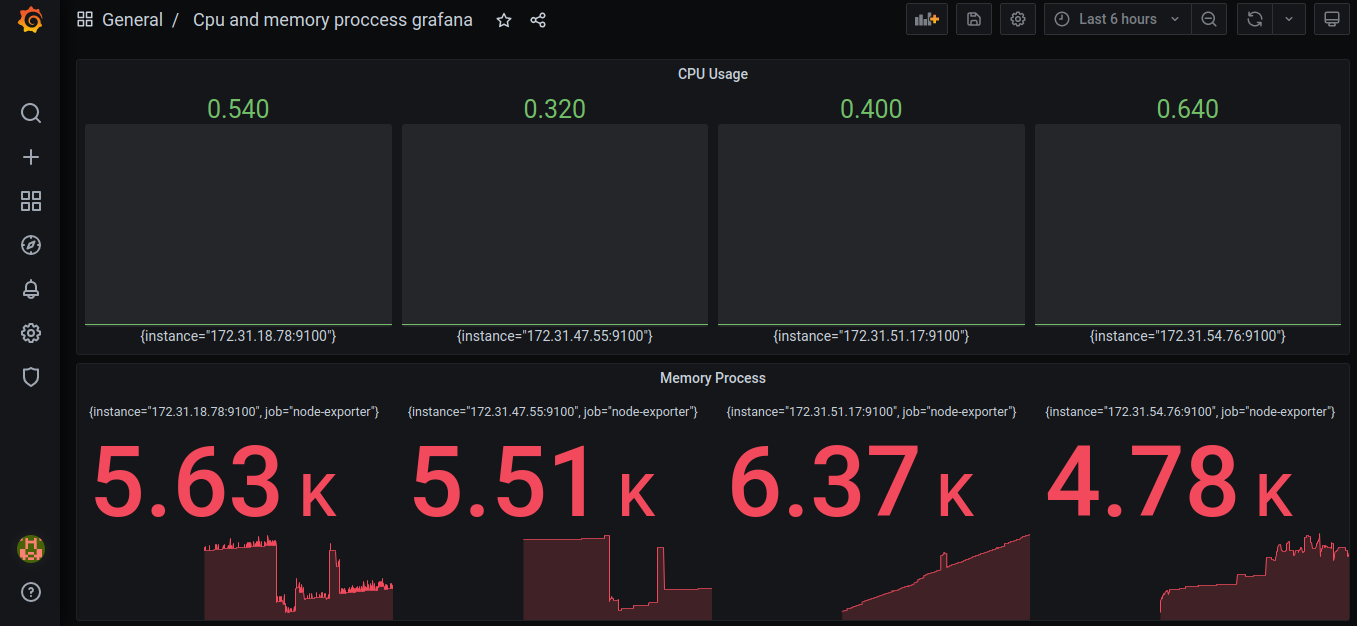 General / Cpu and memory proccess grafana
Last 6 hours
CPU Usage
0.540 0.320 0.400 0.640
{instance="172.31.18.78:9100"} {instance="172.31.47.55:9100"} {instance="172.31.51.17:9100"} {instance="172.31.54.76:9100"}
Memory Process
{instance="172.31.18.78:9100", job="node-exporter"} {instance="172.31.47.55:9100", job="node-exporter"} {instance="172.31.51.17:9100", job="node-exporter"} {instance="172.31.54.76:9100", job="node-exporter"}
5.63 K 5.51 K 6.37 K 4.78 K